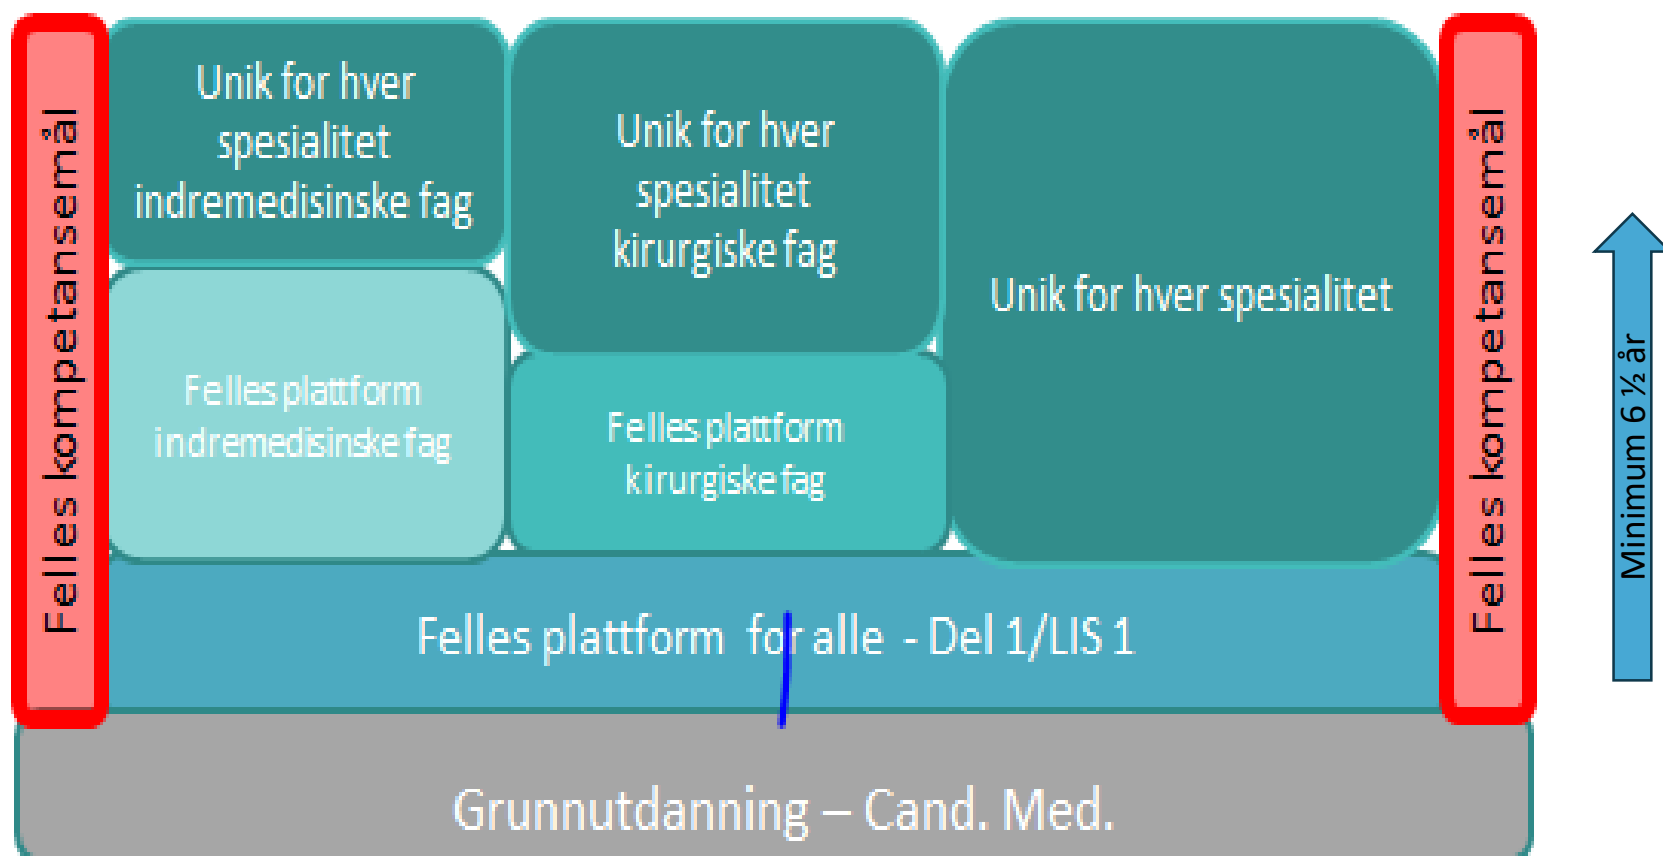 Felles kompetansemål
Unik for hver
spesialitet
indremedisinske fag
Unik for hver
spesialitet
kirurgiske fag
Unik for hver spesialitet
Felles plattform
indremedisinske fag
Felles plattform
kirurgiske fag
Felles kompetansemål
Minimum 6 ½ år
Felles plattform for alle - Del 1/LIS 1
Grunnutdanning – Cand. Med.